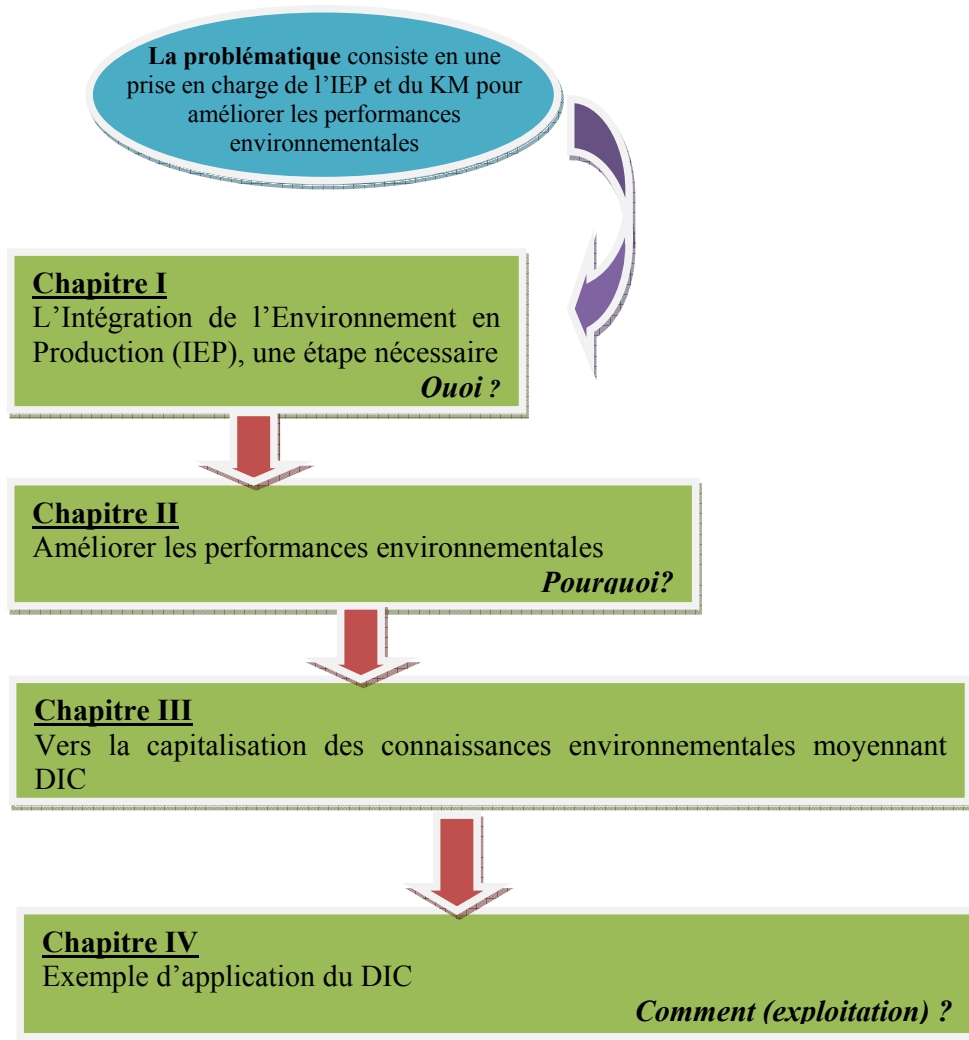 La problématique consiste en une
prise en charge de l’IEP et du KM pour
améliorer les performances
environnementales
Chapitre I
L’Intégration de l’Environnement en
Production (IEP), une étape nécessaire
Quoi ?
Chapitre II
Améliorer les performances environnementales
Pourquoi?
Chapitre III
Vers la capitalisation des connaissances environnementales moyennant
DIC
Chapitre IV
Exemple d’application du DIC
Comment (exploitation) ?